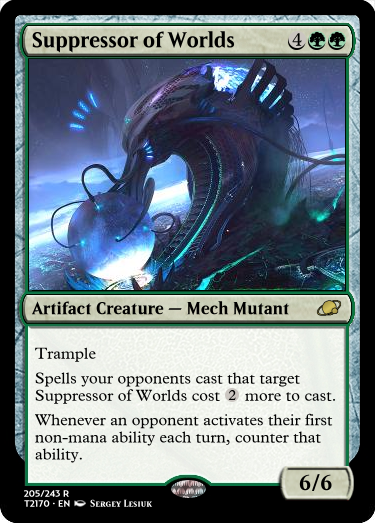 Suppressor of Worlds 4
Artifact Creature — Mech Mutant
Trample
Spells your opponents cast that target
Suppressor of Worlds cost 2 more to cast.
Whenever an opponent activates their first
non-mana ability each turn, counter that
ability.
6/6
205/243 R
T2170 • EN Sergey Lesiuk